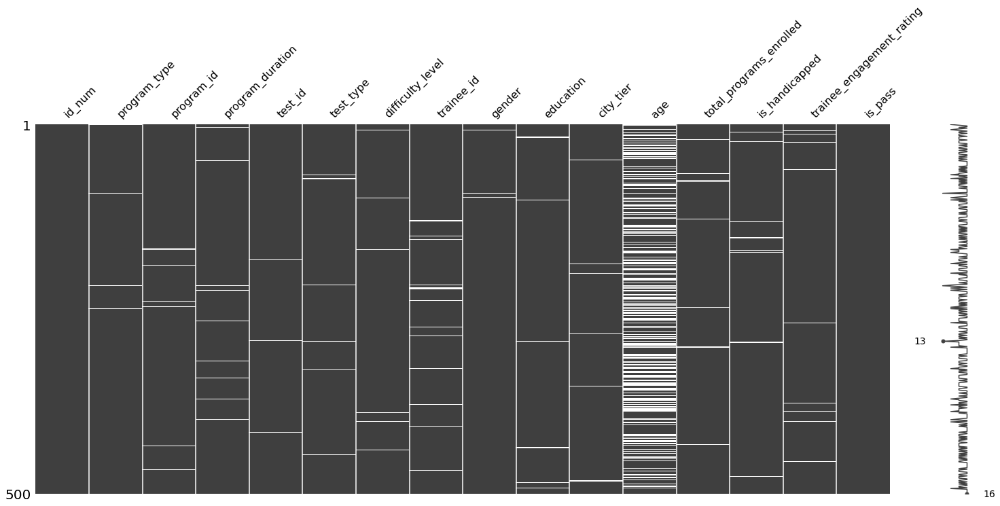 id_num
program_type
program_id
program_duration
test_id
test_type
difficulty_level
trainee_id
gender
education
city_tier
age
total_programs_enrolled
is_handicapped
trainee_engagement_rating
is_pass
1
13
500
16